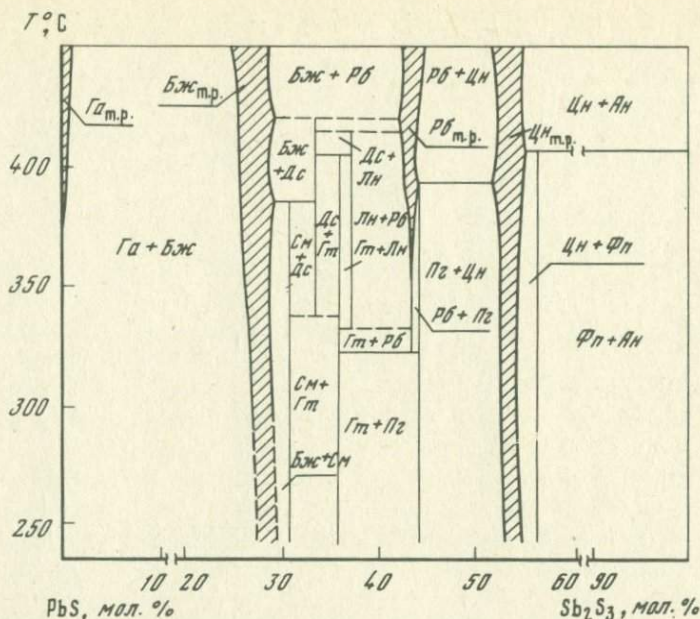 T°, C
Бж т.р.
Бж + Рб
Рб + Цн
Цн + Ан
Га т.р.
Рб т.р.
Цн т.р.
400
Бж
+ Дс
Дс +
Лн
Га + Бж
См
+
Дс
Дс
+
Гт
Лн + Рб
Гт + Лн
Пг + Цн
Цн + Фп
350
Рб + Пг
Гт + Рб
Фп + Ан
300
См +
Гт
Гт + Пг
Бж + См
250
10 20 30 40 50 60 90
PbS, мол. %
Sb2S3, мол. %